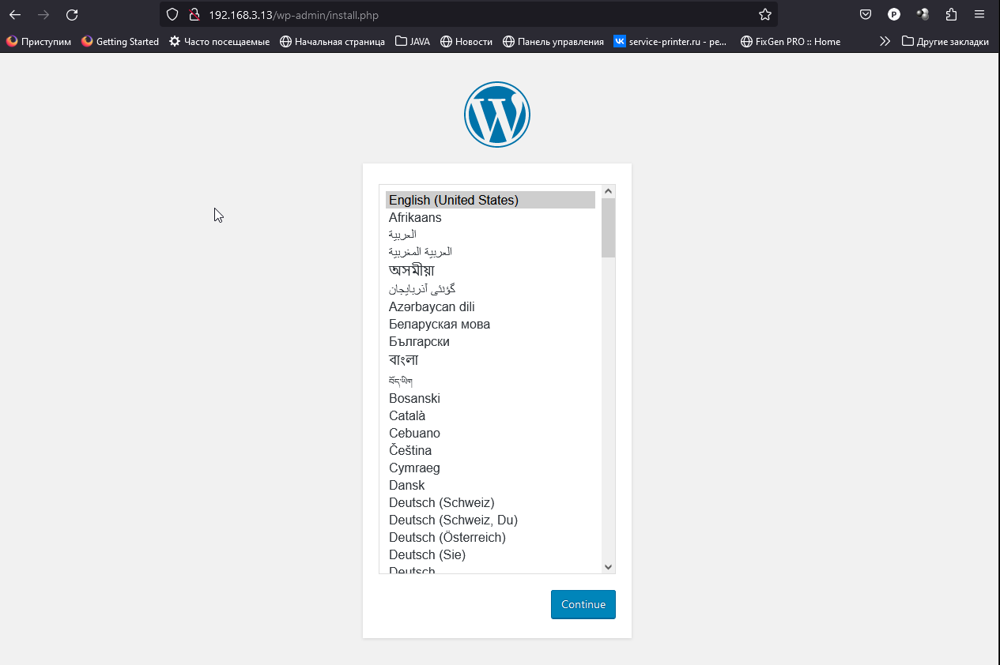 192.168.3.13/wp-admin/install.php
Приступим Getting Started Часто посещаемые Начальная страница JAVA Новости Панель управления service-printer.ru - ре... FixGen PRO :: Home Другие закладки
English (United States)
Afrikaans
العربية
العربية المغربية
অসমীয়া
گؤنئی آذربایجان
Azərbaycan dili
Беларуская мова
Български
বাংলা
བོད་ཡིག
Bosanski
Català
Cebuano
Čeština
Cymraeg
Dansk
Deutsch (Schweiz)
Deutsch (Schweiz, Du)
Deutsch (Österreich)
Deutsch (Sie)
Deutsch
Continue